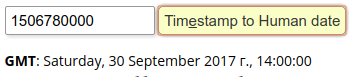 1506780000 Timestamp to Human date
GMT: Saturday, 30 September 2017 г., 14:00:00